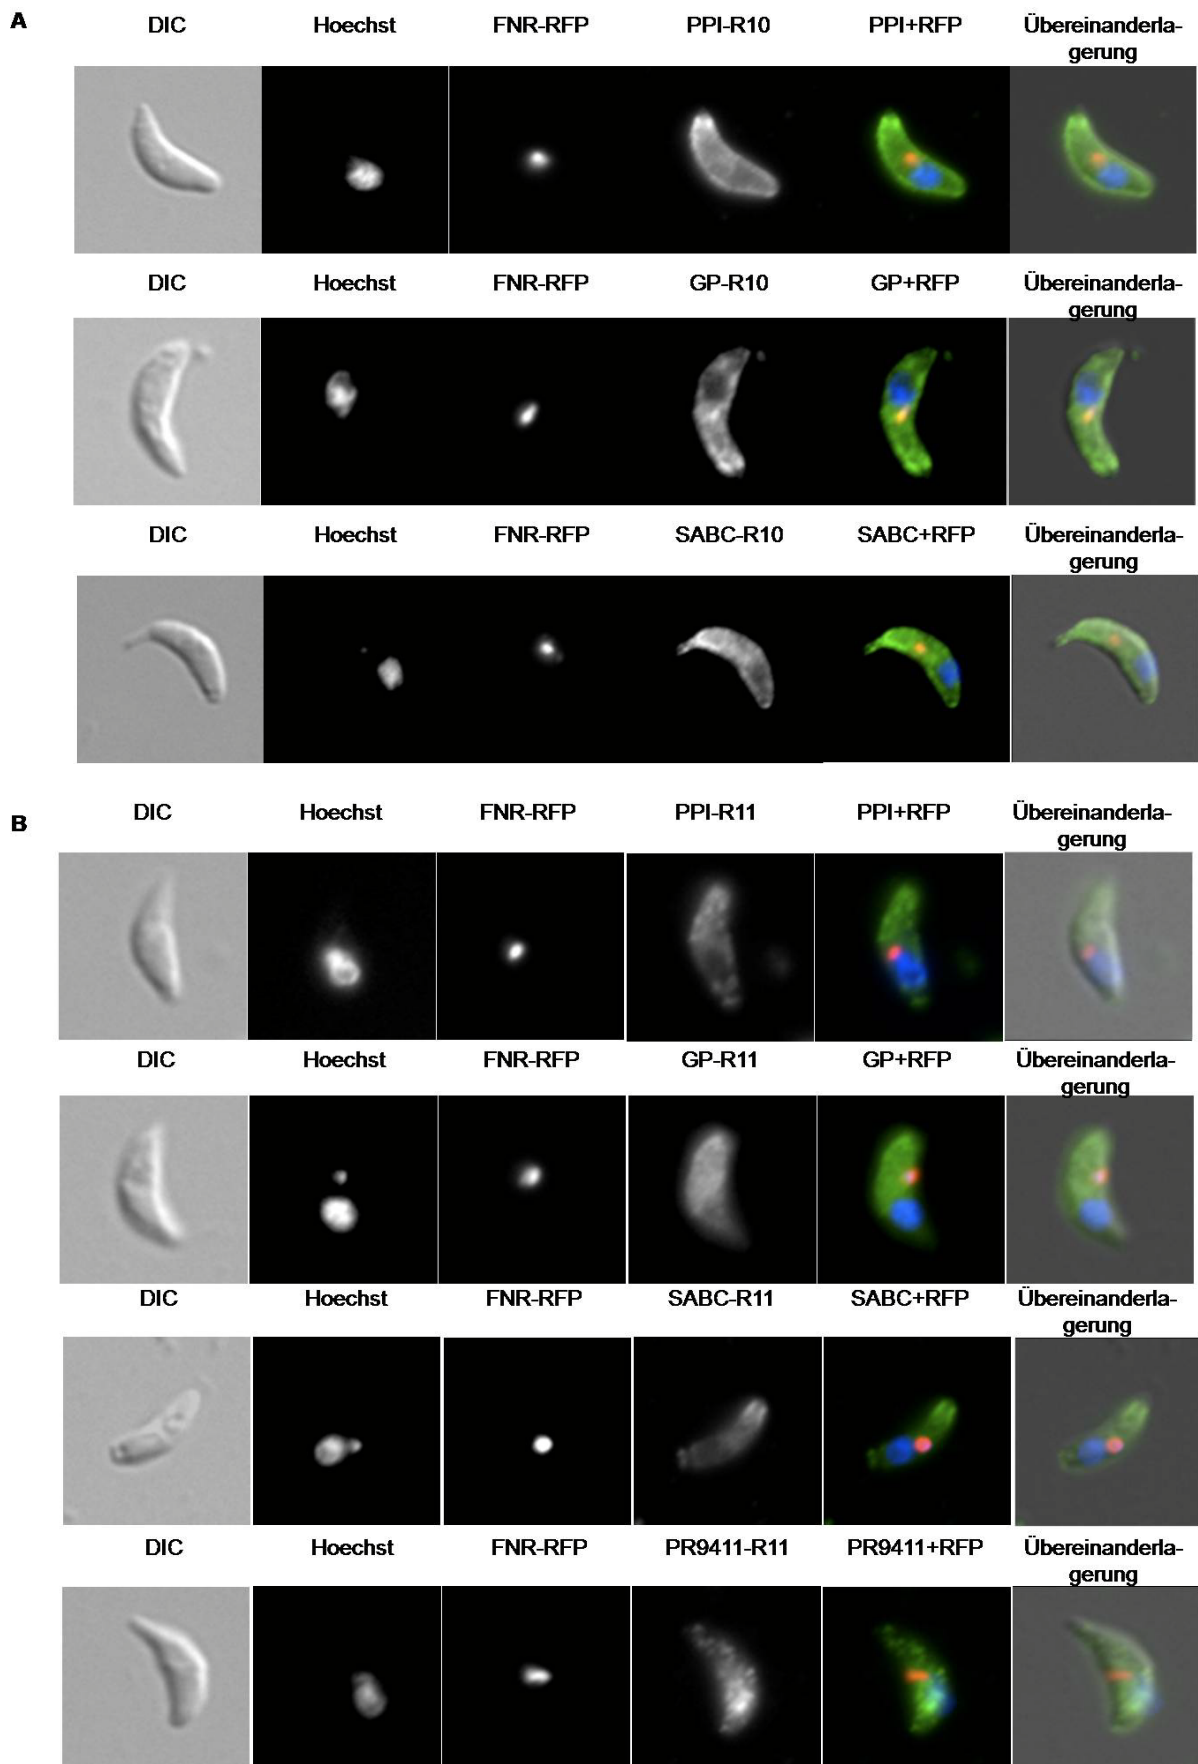 A
DIC Hoechst FNR-RFP PPI-R10 PPI+RFP Übereinanderla-
gerung
DIC Hoechst FNR-RFP GP-R10 GP+RFP Übereinanderla-
gerung
DIC Hoechst FNR-RFP SABC-R10 SABC+RFP Übereinanderla-
gerung
B
DIC Hoechst FNR-RFP PPI-R11 PPI+RFP Übereinanderla-
gerung
DIC Hoechst FNR-RFP GP-R11 GP+RFP Übereinanderla-
gerung
DIC Hoechst FNR-RFP SABC-R11 SABC+RFP Übereinanderla-
gerung
DIC Hoechst FNR-RFP PR9411-R11 PR9411+RFP Übereinanderla-
gerung